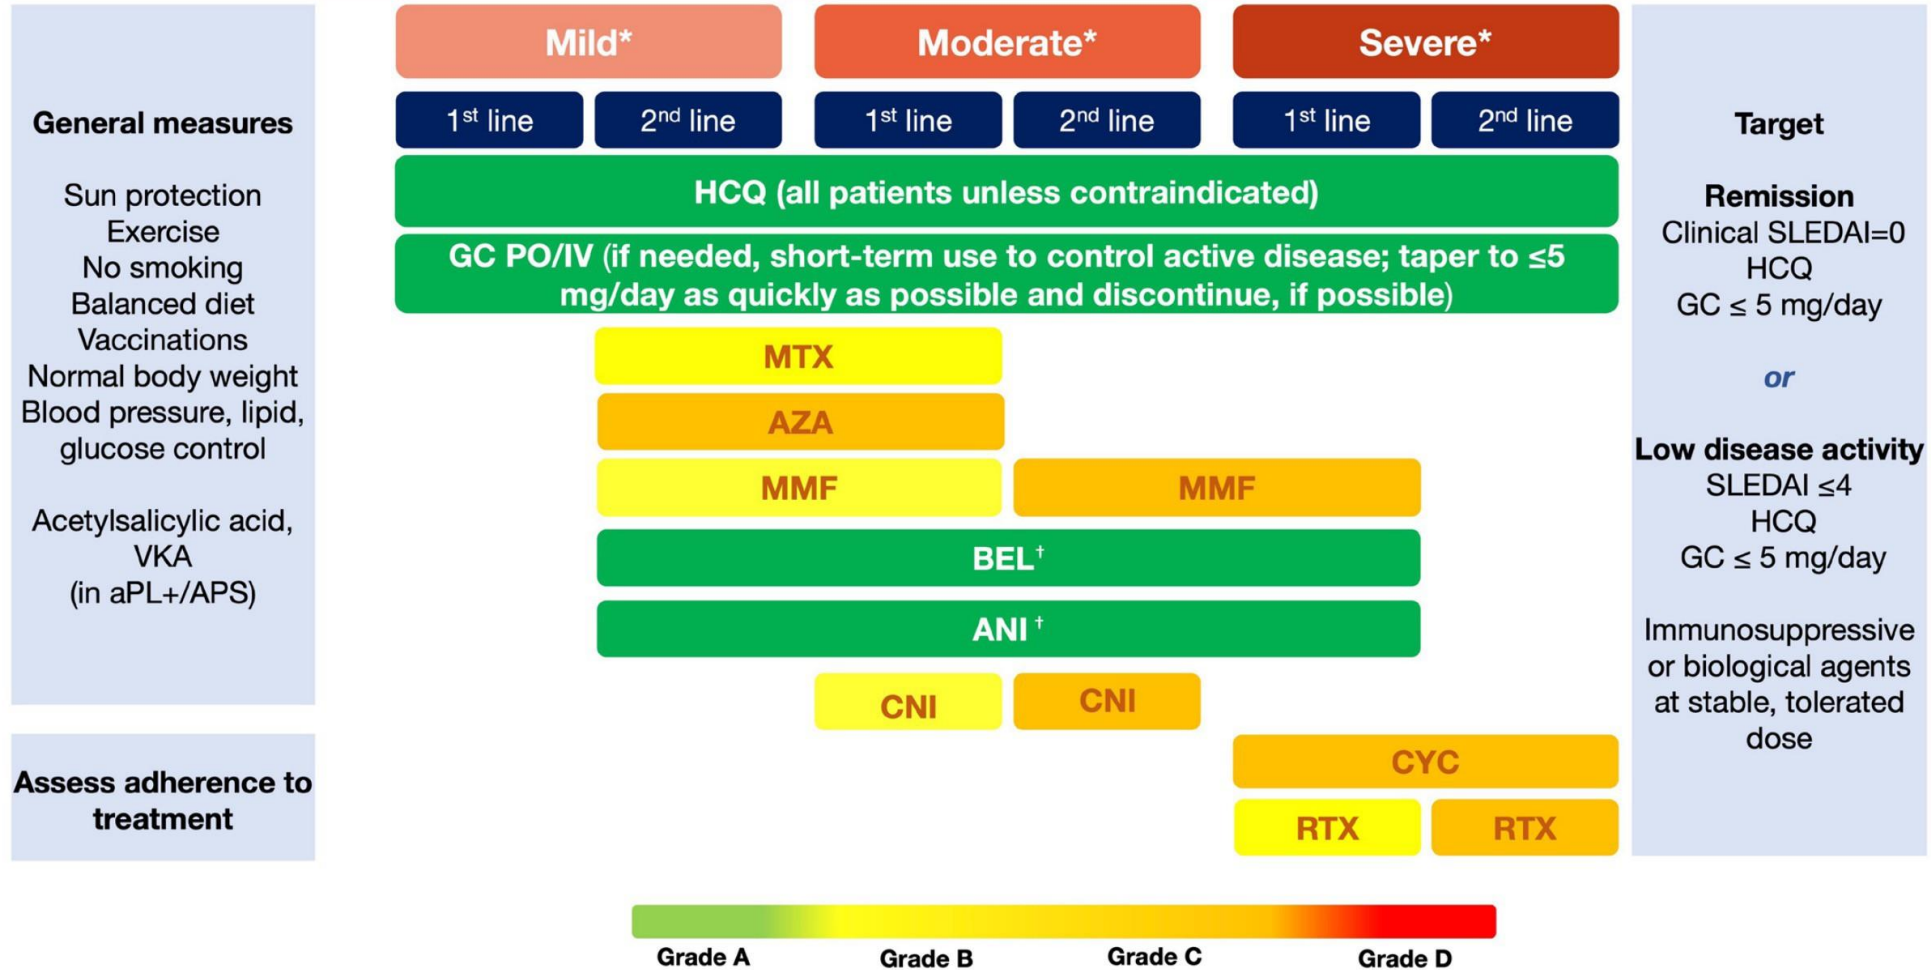 General measures
Sun protection
Exercise
No smoking
Balanced diet
Vaccinations
Normal body weight
Blood pressure, lipid,
glucose control
Acetylsalicylic acid,
VKA
(in aPL+/APS)
Assess adherence to
treatment
Mild*
Moderate*
Severe*
1st line
2nd line
1st line
2nd line
1st line
2nd line
HCQ (all patients unless contraindicated)
GC PO/IV (if needed, short-term use to control active disease; taper to ≤5
mg/day as quickly as possible and discontinue, if possible)
MTX
AZA
MMF
MMF
BEL†
ANI †
CNI
CNI
CYC
RTX
RTX
Target
Remission
Clinical SLEDAI=0
HCQ
GC ≤ 5 mg/day
or
Low disease activity
SLEDAI ≤4
HCQ
GC ≤ 5 mg/day
Immunosuppressive
or biological agents
at stable, tolerated
dose
Grade A
Grade B
Grade C
Grade D